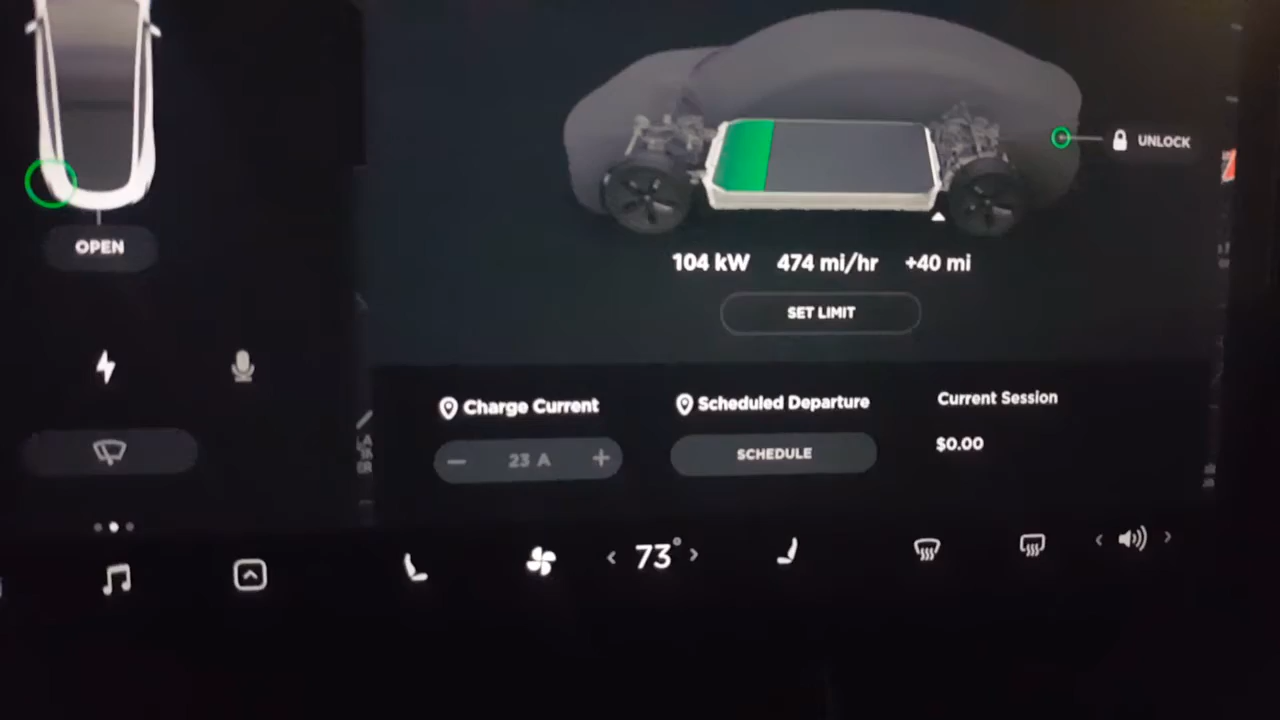 UNLOCK
OPEN
104 kW 474 mi/hr +40 mi
SET LIMIT
Charge Current
Scheduled Departure
Current Session
23 A
SCHEDULE
$0.00
73°